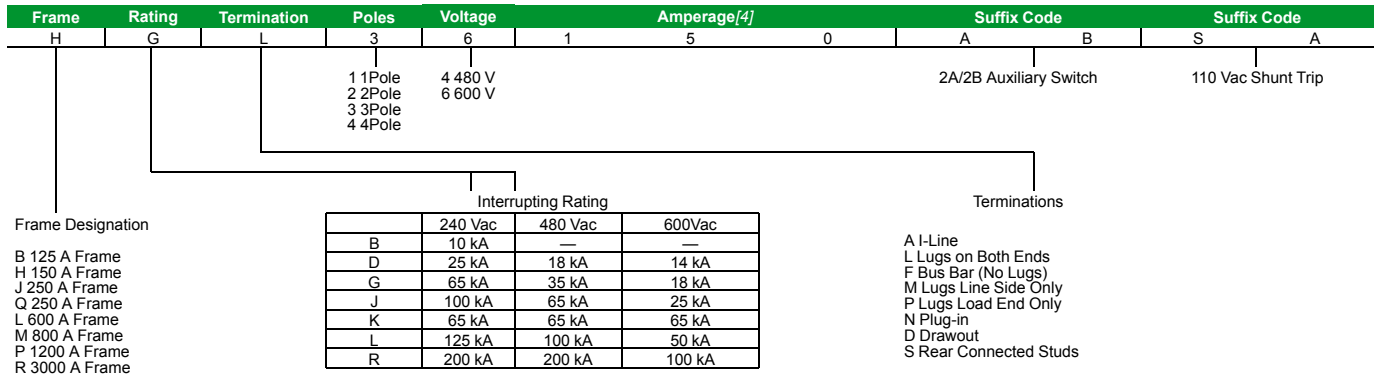 Frame Rating Termination Poles Voltage Amperage[4] Suffix Code Suffix Code
H G L 3 6 1 5 0 A B S A
1 1Pole
2 2Pole
3 3Pole
4 4Pole
4 480 V
6 600 V
2A/2B Auxiliary Switch
110 Vac Shunt Trip
Frame Designation
B 125 A Frame
H 150 A Frame
J 250 A Frame
Q 250 A Frame
L 600 A Frame
M 800 A Frame
P 1200 A Frame
R 3000 A Frame
Interrupting Rating
240 Vac 480 Vac 600Vac
B 10 kA — —
D 25 kA 18 kA 14 kA
G 65 kA 35 kA 18 kA
J 100 kA 65 kA 25 kA
K 65 kA 65 kA 65 kA
L 125 kA 100 kA 50 kA
R 200 kA 200 kA 100 kA
Terminations
A I-Line
L Lugs on Both Ends
F Bus Bar (No Lugs)
M Lugs Line Side Only
P Lugs Load End Only
N Plug-in
D Drawout
S Rear Connected Studs